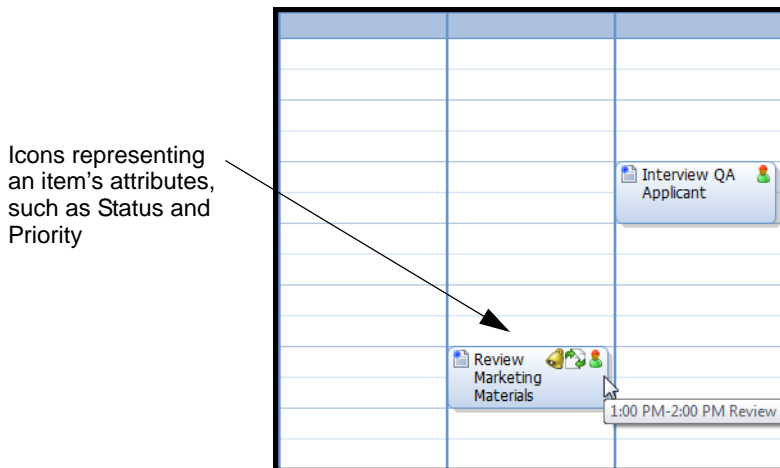 Icons representing
an item’s attributes,
such as Status and
Priority
Interview QA
Applicant
Review
Marketing
Materials
1:00 PM-2:00 PM Review